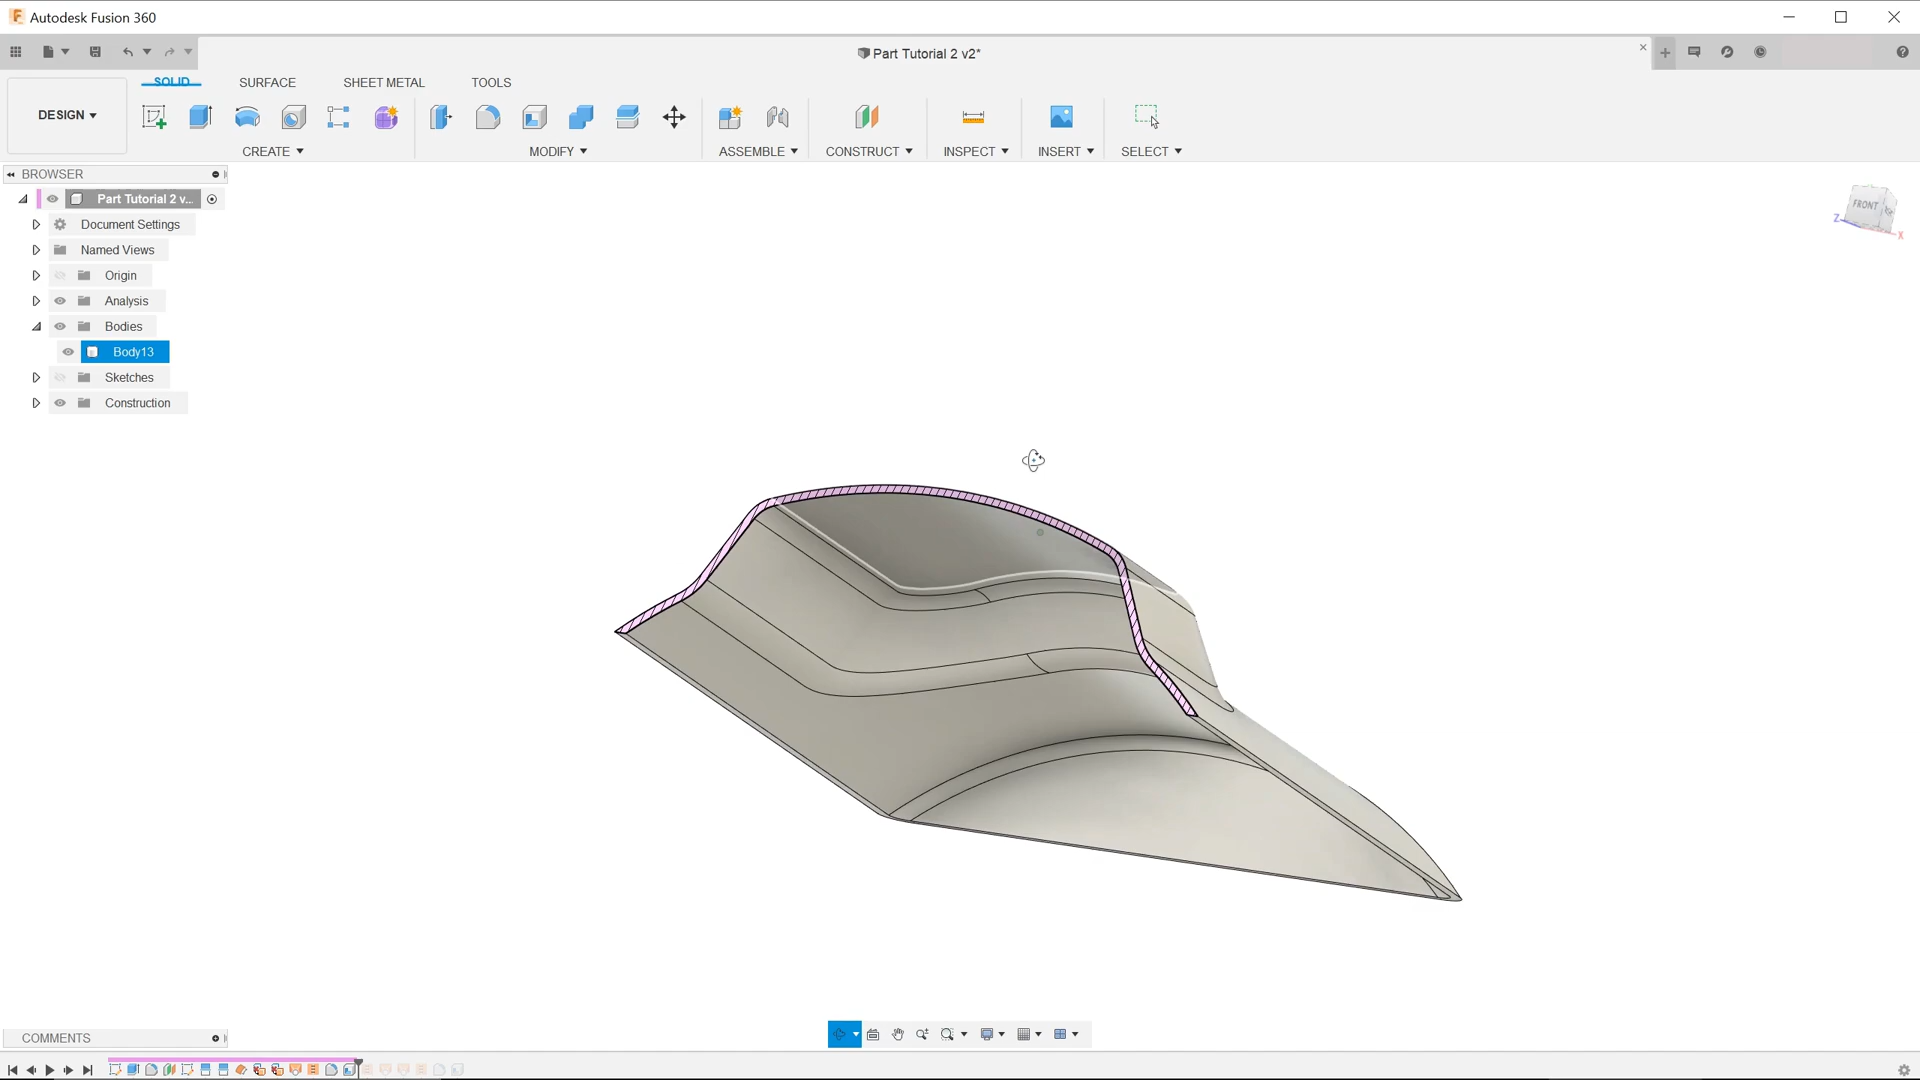 Autodesk Fusion 360
Part Tutorial 2 v2*
SOLID
SURFACE
SHEET METAL
TOOLS
DESIGN
CREATE
MODIFY
ASSEMBLE
CONSTRUCT
INSPECT
INSERT
SELECT
BROWSER
Part Tutorial 2 v...
Document Settings
Named Views
Origin
Analysis
Bodies
Body13
Sketches
Construction
FRONT
Z
X
COMMENTS